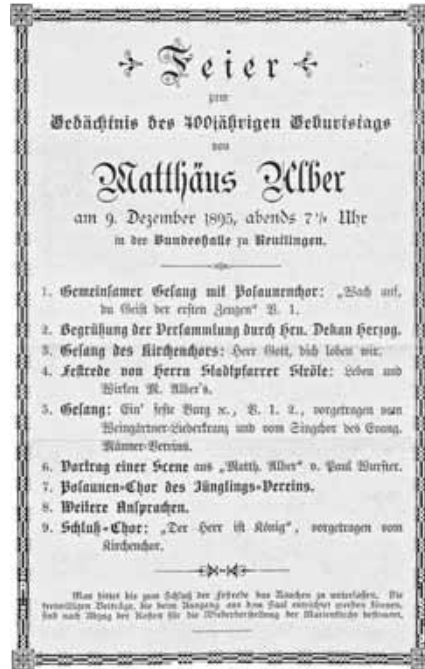 Feier
zum
Gedächtnis des 400jährigen Geburtstags
von
Matthäus Alber
am 9. Dezember 1895, abends 7¼ Uhr
in der Bundeshalle zu Reutlingen.
1. Gemeinsamer Gesang mit Posaunenchor: „Wach auf,
du Geist der ersten Zeugen“ V. 1.
2. Begrüßung der Versammlung durch Hrn. Dekan Herzog.
3. Gesang des Kirchenchors: Herr Gott, dich loben wir.
4. Festrede von Herrn Stadtpfarrer Ströle: Leben und
Wirken M. Alber's.
5. Gesang: Ein' feste Burg ꝛc., V. 1. 2., vorgetragen vom
Weingärtner-Liederkranz und vom Singchor des Evang.
Männer-Vereins.
6. Vortrag einer Scene aus „Matth. Alber“ v. Paul Wurster.
7. Posaunen-Chor des Jünglings-Vereins.
8. Weitere Ansprachen.
9. Schluß-Chor: „Der Herr ist König“, vorgetragen vom
Kirchenchor.
Man bittet bis zum Schluß der Festrede das Rauchen zu unterlassen. Die
freiwilligen Beiträge, die beim Ausgang aus dem Saal entrichtet werden können,
sind nach Abzug der Kosten für die Wiederherstellung der Marienkirche bestimmt.